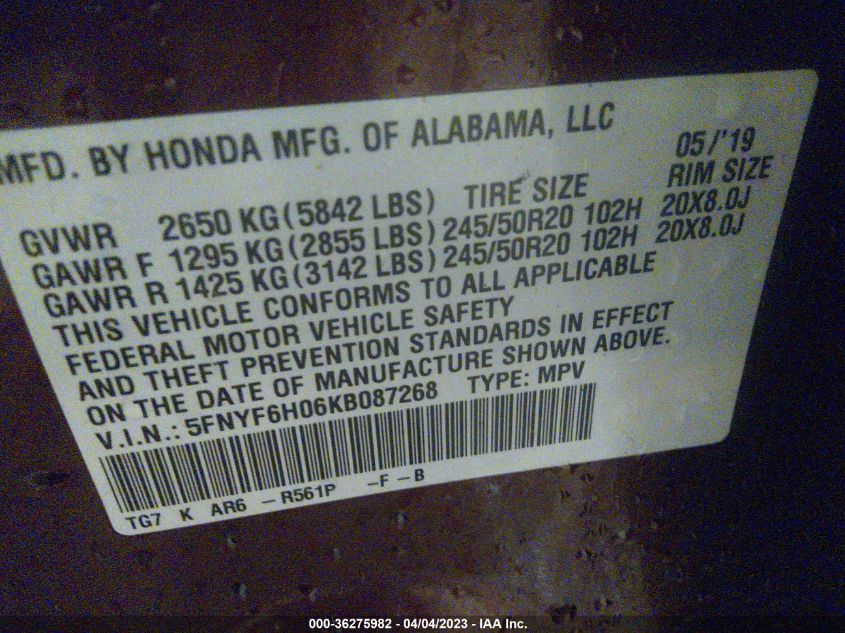 MFD. BY HONDA MFG. OF ALABAMA, LLC 05/'19
GVWR 2650 KG (5842 LBS) TIRE SIZE RIM SIZE
GAWR F 1295 KG (2855 LBS) 245/50R20 102H 20X8.0J
GAWR R 1425 KG (3142 LBS) 245/50R20 102H 20X8.0J
THIS VEHICLE CONFORMS TO ALL APPLICABLE
FEDERAL MOTOR VEHICLE SAFETY
AND THEFT PREVENTION STANDARDS IN EFFECT
ON THE DATE OF MANUFACTURE SHOWN ABOVE.
V.I.N.: 5FNYF6H06KB087268 TYPE: MPV
TG7 K AR6 – R561P –F –B
000-36275982 - 04/04/2023 - IAA Inc.